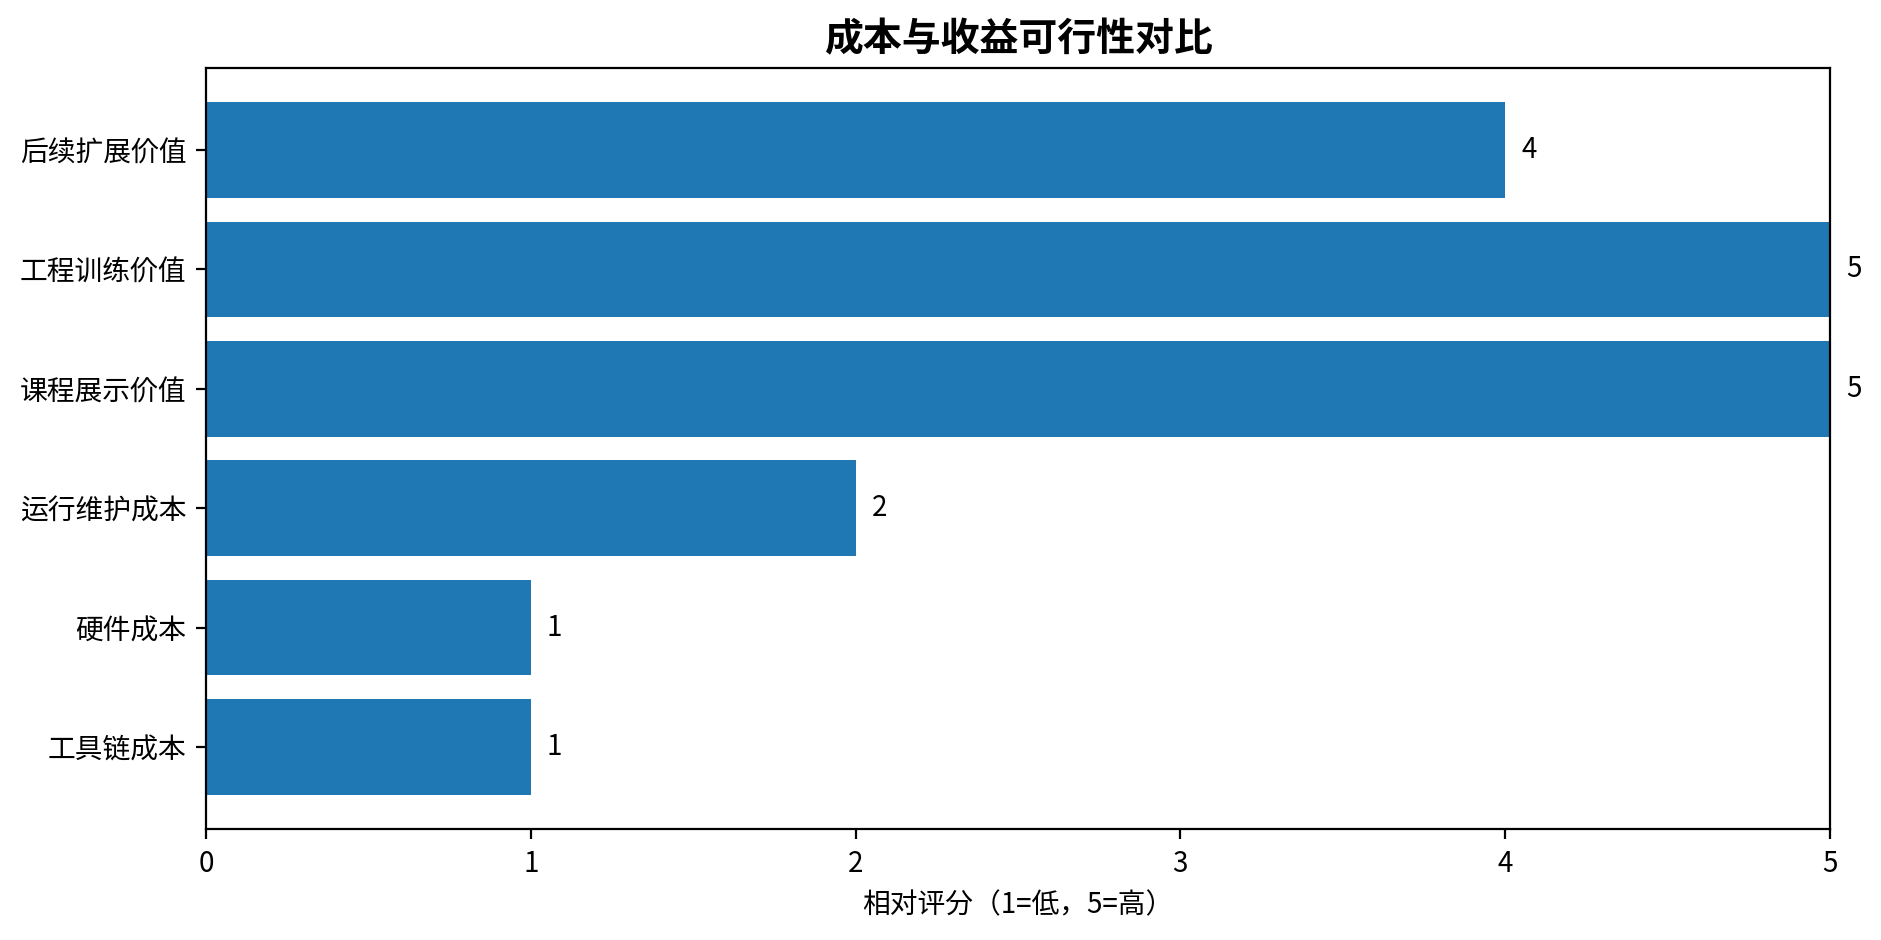 成本与收益可行性对比
后续扩展价值
4
工程训练价值
5
课程展示价值
5
运行维护成本
2
硬件成本
1
工具链成本
1
0 1 2 3 4 5
相对评分（1=低，5=高）